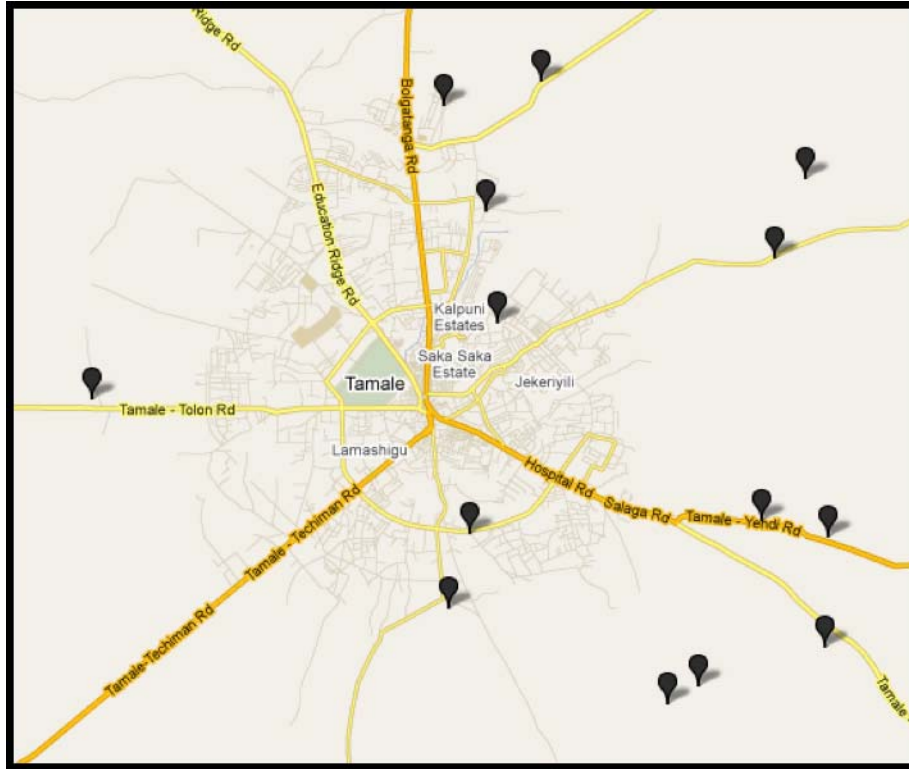 Ridge Rd
Bolgatanga Rd
Education Ridge Rd
Kalpuni
Estates
Saka Saka
Estate
Tamale
Jekeriyili
Tamale - Tolon Rd
Lamashigu
Hospital Rd
Salaga Rd
Tamale - Yendi Rd
Tamale - Techiman Rd
Tamale-Techiman Rd
Tamale